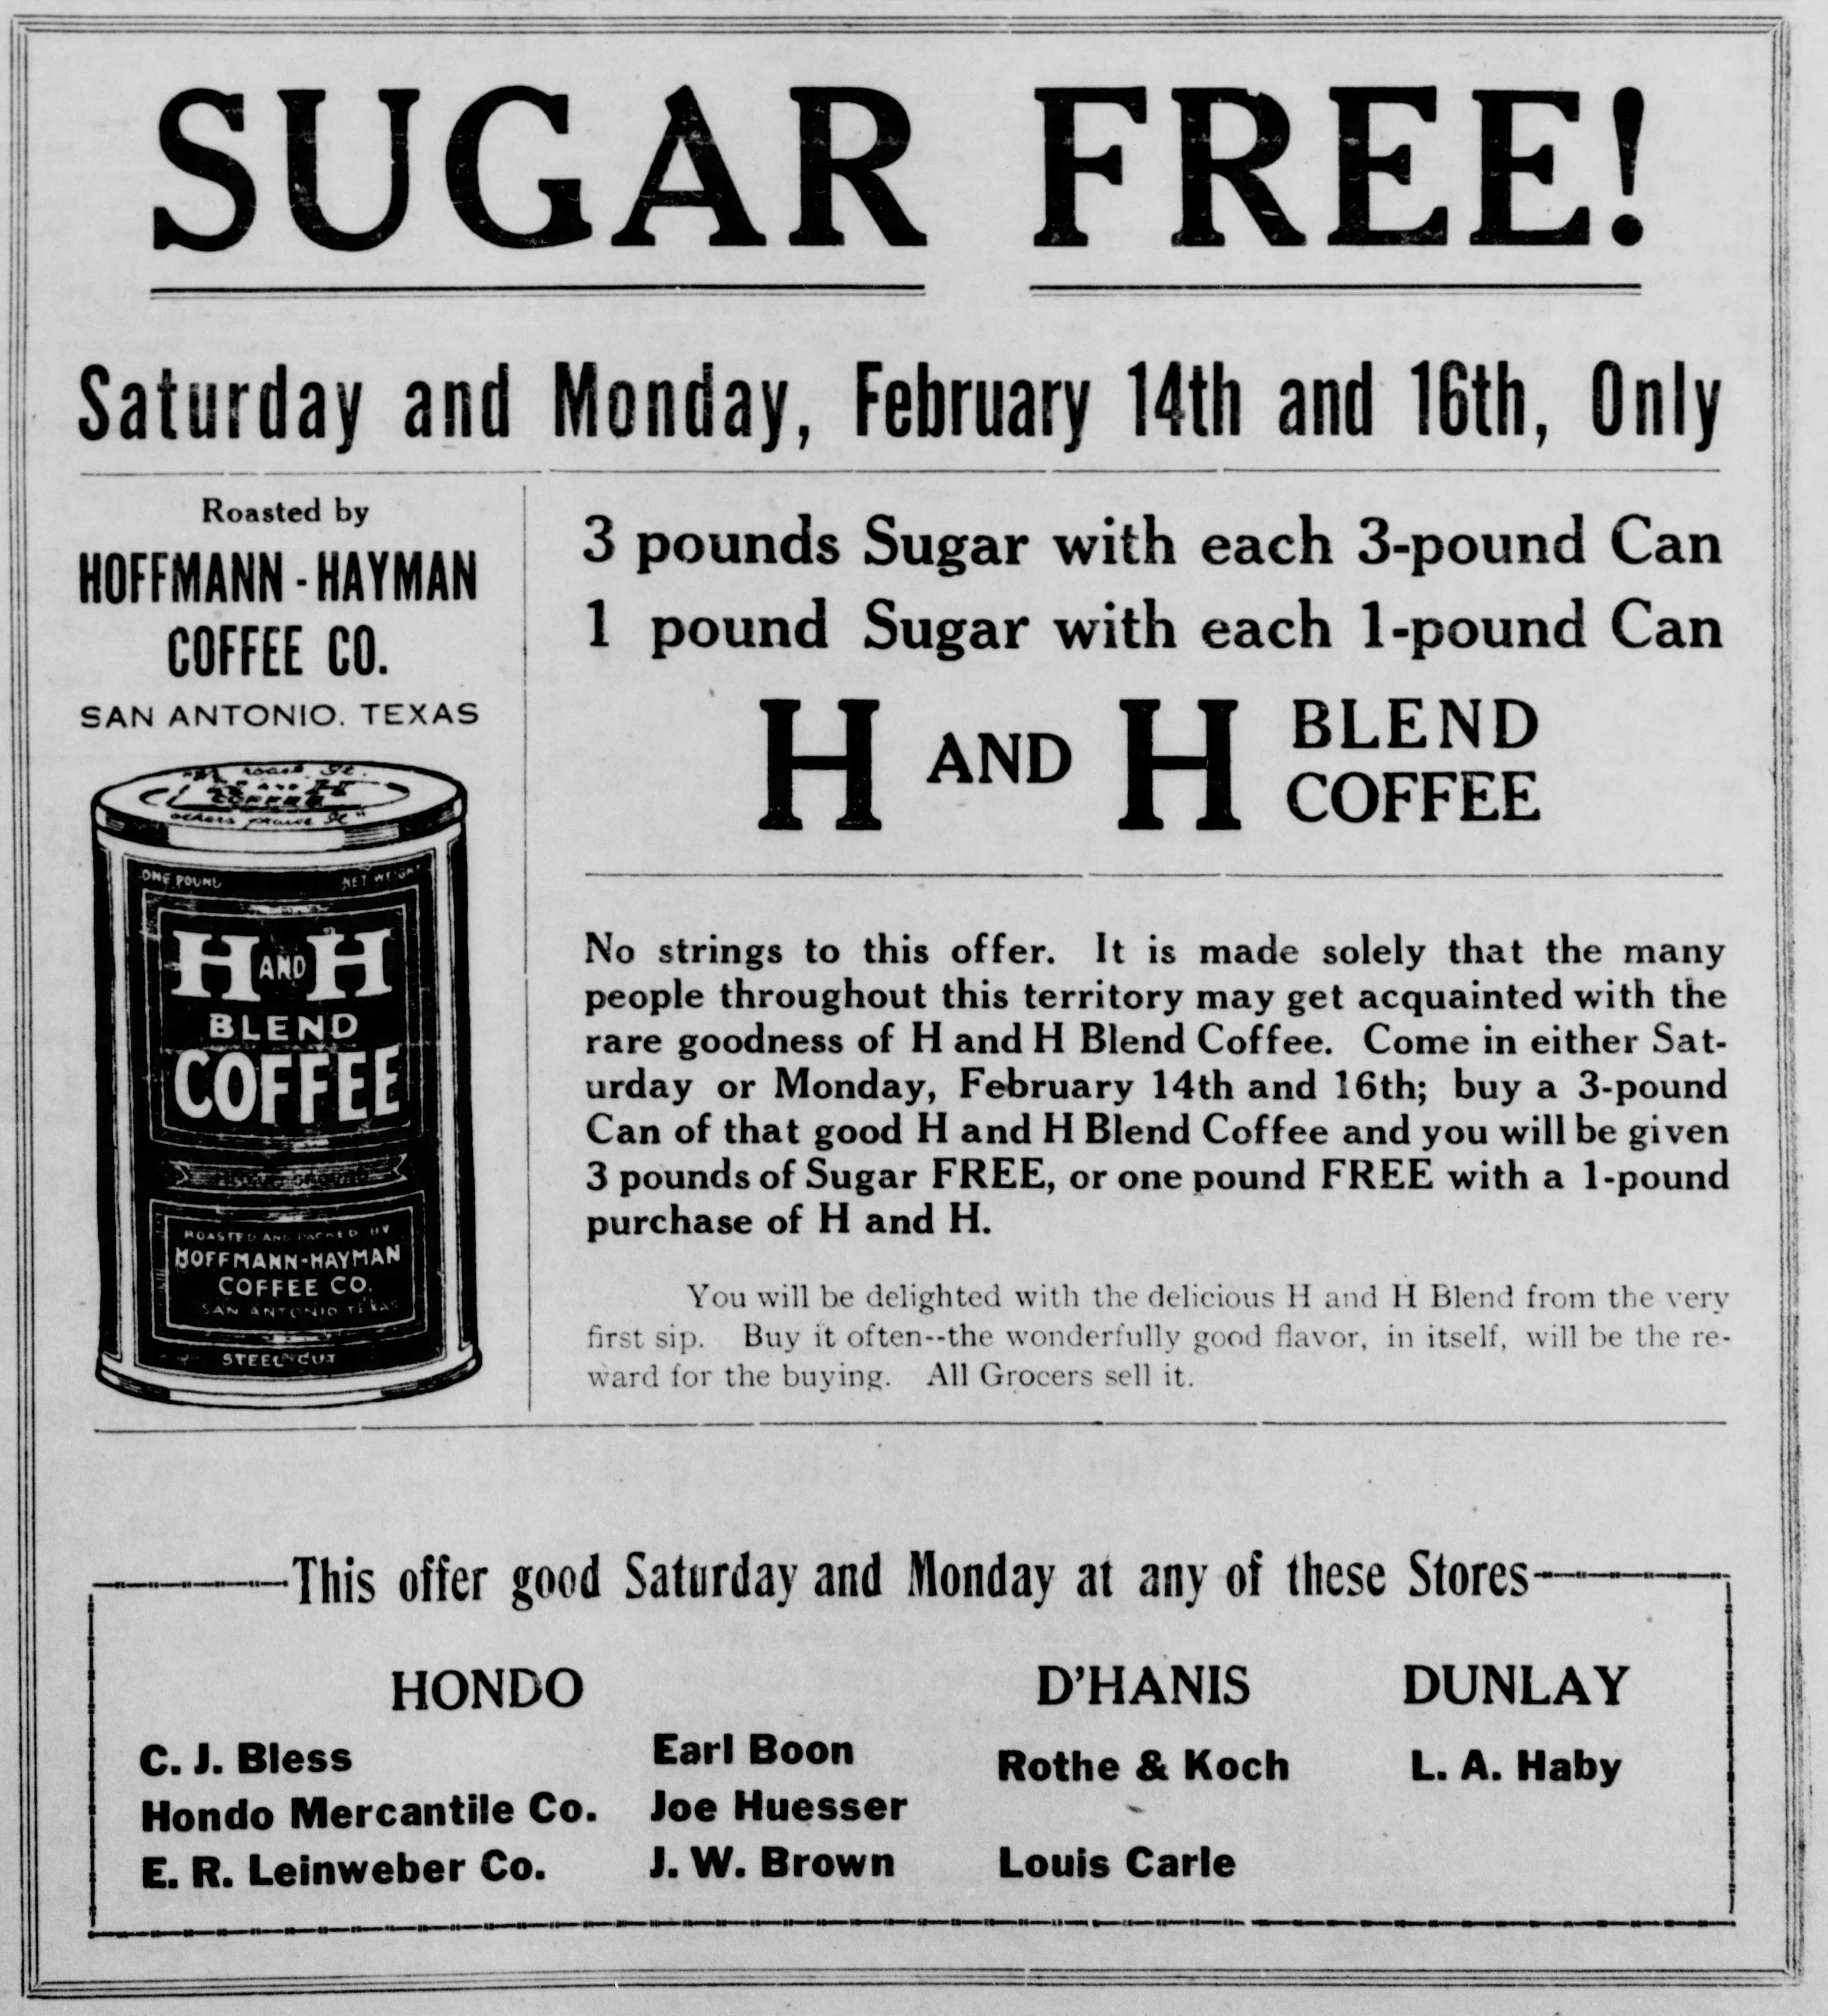 SUGAR FREE!
Saturday and Monday, February 14th and 16th, Only
Roasted by
HOFFMANN - HAYMAN
COFFEE CO.
SAN ANTONIO. TEXAS
"We roast It.
H AND H
COFFEE
others praise It"
ONE POUND NET WEIGHT
H AND H
BLEND
COFFEE
ROASTED AND PACKED BY
HOFFMANN-HAYMAN
COFFEE CO.
SAN ANTONIO TEXAS
STEEL CUT
3 pounds Sugar with each 3-pound Can
1 pound Sugar with each 1-pound Can
H AND H BLEND
COFFEE
No strings to this offer. It is made solely that the many
people throughout this territory may get acquainted with the
rare goodness of H and H Blend Coffee. Come in either Sat-
urday or Monday, February 14th and 16th; buy a 3-pound
Can of that good H and H Blend Coffee and you will be given
3 pounds of Sugar FREE, or one pound FREE with a 1-pound
purchase of H and H.
You will be delighted with the delicious H and H Blend from the very
first sip. Buy it often--the wonderfully good flavor, in itself, will be the re-
ward for the buying. All Grocers sell it.
This offer good Saturday and Monday at any of these Stores
HONDO
C. J. Bless
Hondo Mercantile Co.
E. R. Leinweber Co.
Earl Boon
Joe Huesser
J. W. Brown
D'HANIS
Rothe & Koch
Louis Carle
DUNLAY
L. A. Haby